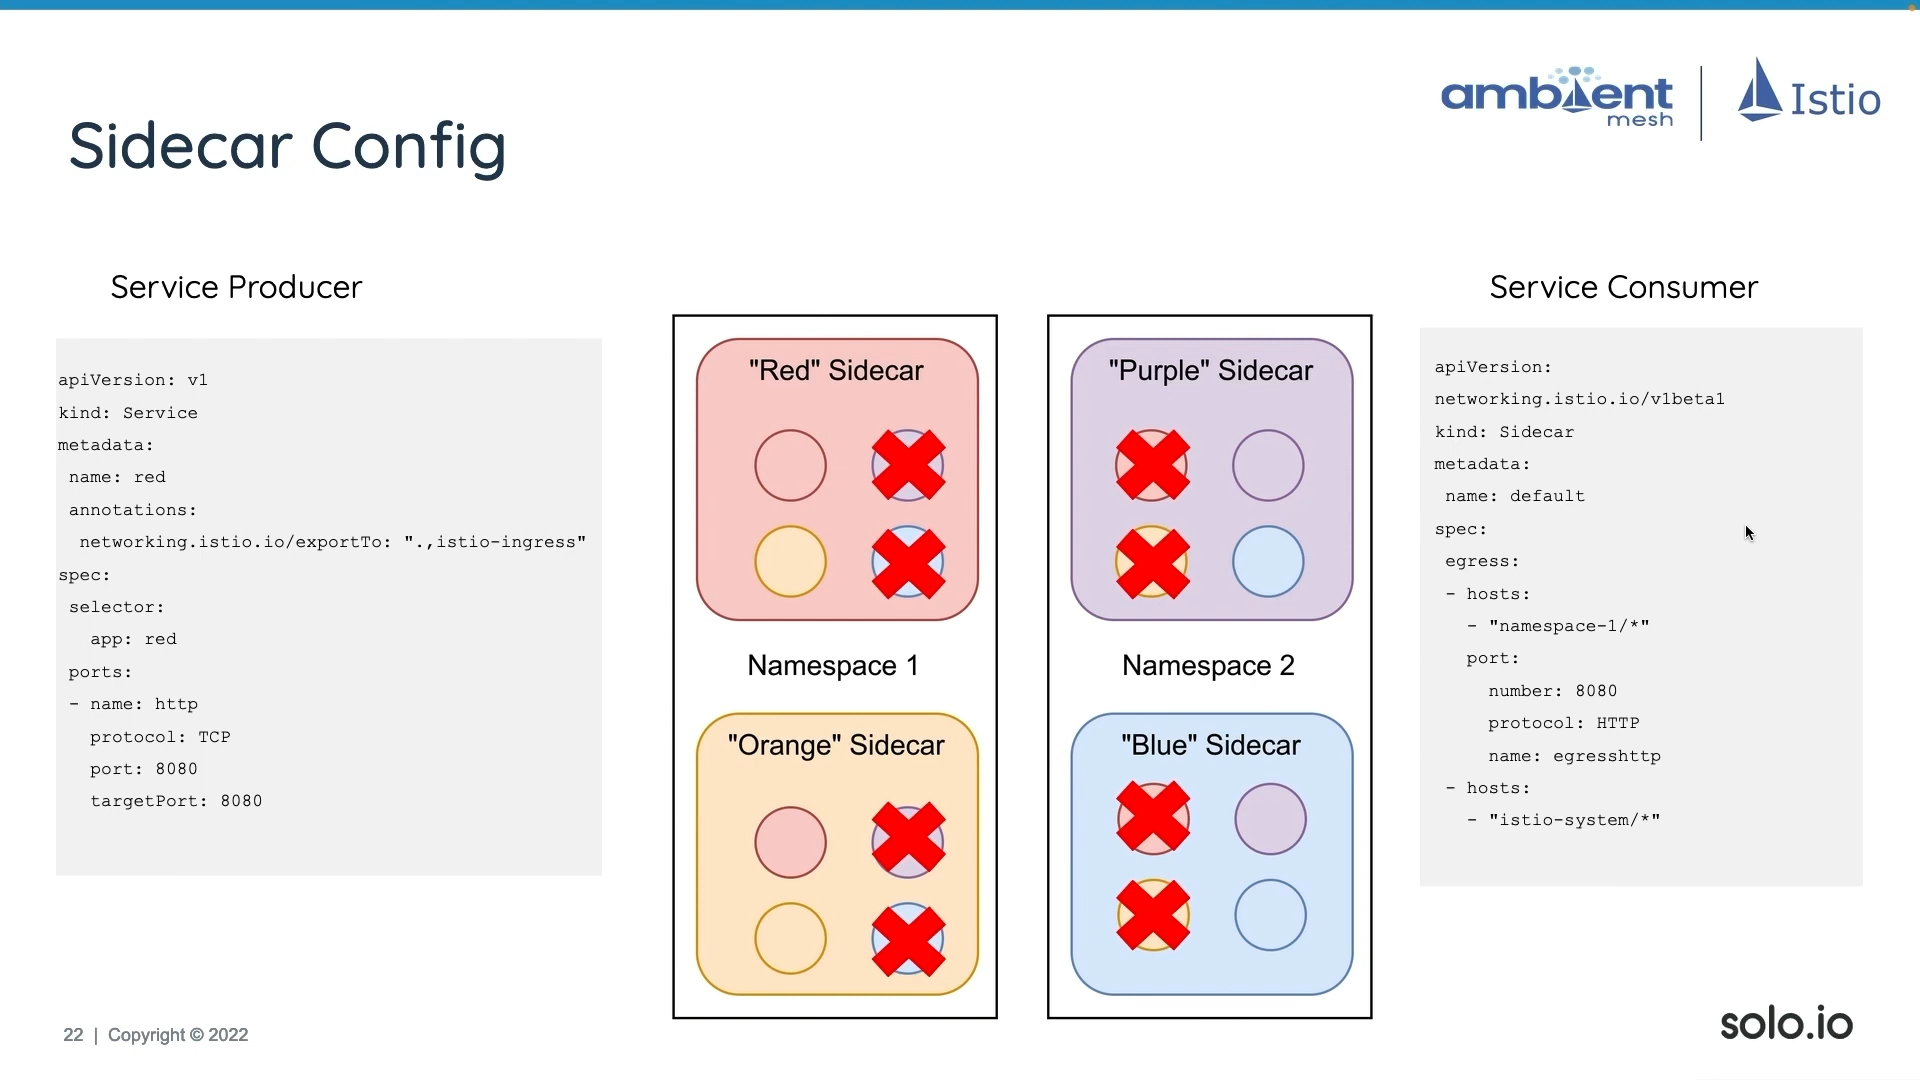 ambient
mesh
Istio
Sidecar Config
Service Producer
apiVersion: v1
kind: Service
metadata:
 name: red
 annotations:
  networking.istio.io/exportTo: ".,istio-ingress"
spec:
 selector:
   app: red
 ports:
 - name: http
   protocol: TCP
   port: 8080
   targetPort: 8080
"Red" Sidecar
Namespace 1
"Orange" Sidecar
"Purple" Sidecar
Namespace 2
"Blue" Sidecar
Service Consumer
apiVersion:
networking.istio.io/v1beta1
kind: Sidecar
metadata:
 name: default
spec:
 egress:
 - hosts:
   - "namespace-1/*"
   port:
     number: 8080
     protocol: HTTP
     name: egresshttp
 - hosts:
   - "istio-system/*"
22 | Copyright © 2022
solo.io